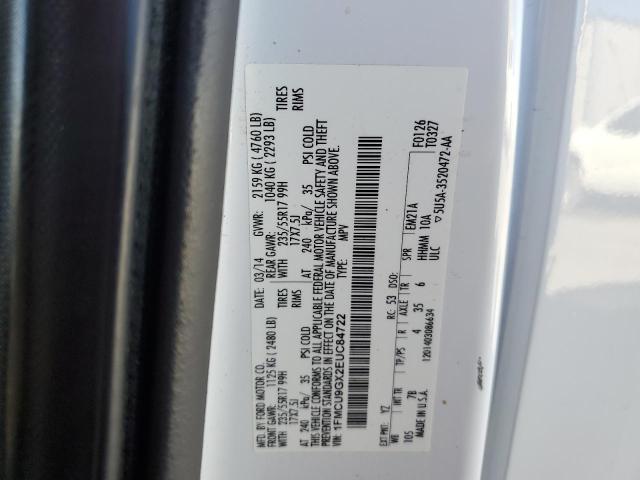 MFD. BY FORD MOTOR CO.
DATE: 03/14 GVWR: 2159 KG ( 4760 LB)
FRONT GAWR: 1125 KG ( 2480 LB) REAR GAWR: 1040 KG ( 2293 LB)
WITH 235/55R17 99H TIRES WITH 235/55R17 99H TIRES
17X7.5J RIMS 17X7.5J RIMS
AT 240 kPa/ 35 PSI COLD AT 240 kPa/ 35 PSI COLD
THIS VEHICLE CONFORMS TO ALL APPLICABLE FEDERAL MOTOR VEHICLE SAFETY AND THEFT
PREVENTION STANDARDS IN EFFECT ON THE DATE OF MANUFACTURE SHOWN ABOVE.
VIN: 1FMCU9GX2EUC84722 TYPE: MPV
F0126
T0327
EXT PNT: YZ RC: 53 DSO:
WB INT TR TP/PS R AXLE TR SPR EM21A
105 7B 4 35 6 HHMM 10A
1201403086634 ULC 5U5A-3520472-AA